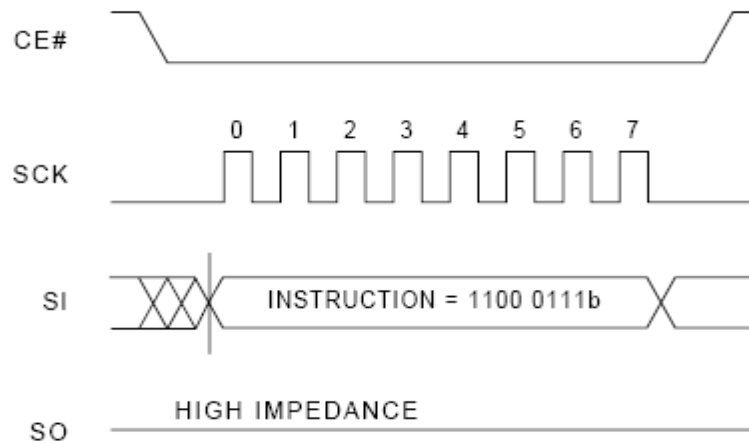 CE#
0 1 2 3 4 5 6 7
SCK
SI INSTRUCTION = 1100 0111b
HIGH IMPEDANCE
SO